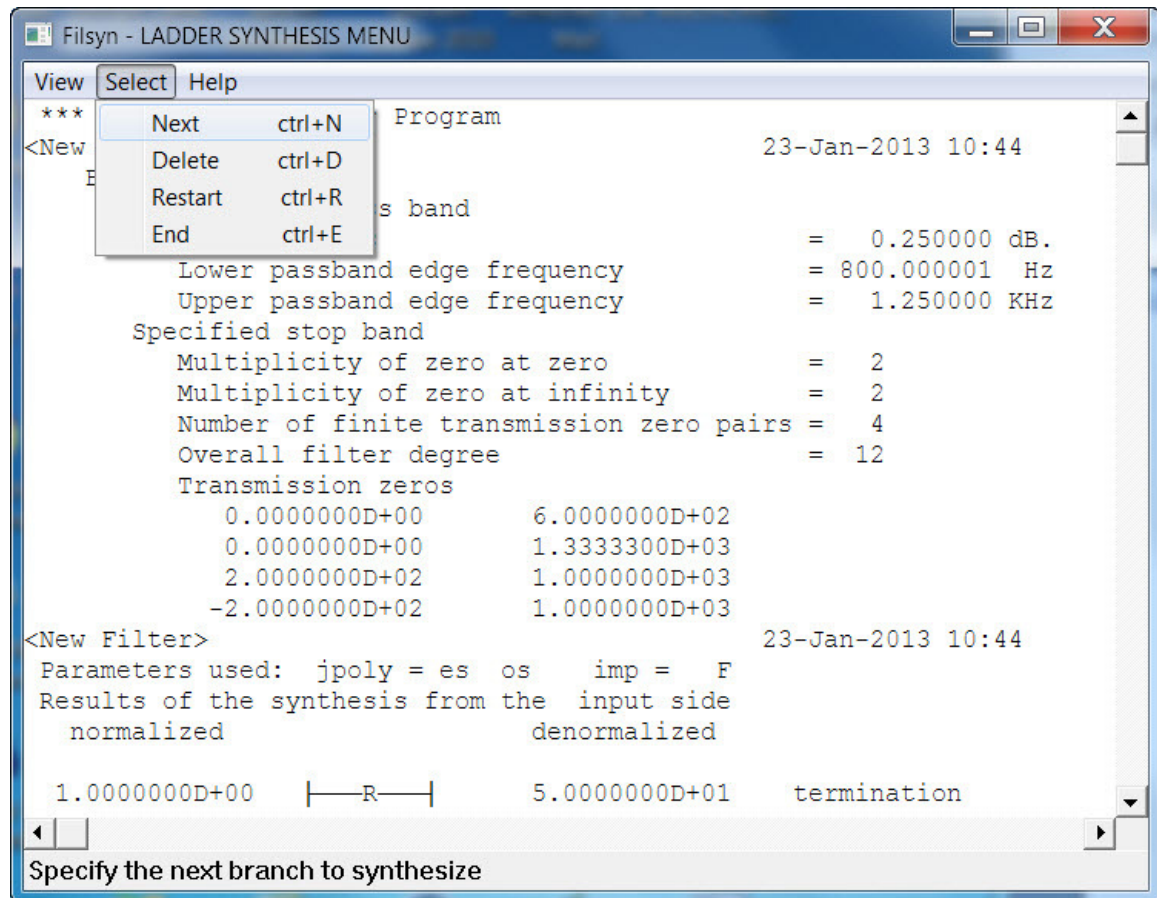 Filsyn - LADDER SYNTHESIS MENU
View Select Help
*** Program
Next ctrl+N
Delete ctrl+D
Restart ctrl+R
End ctrl+E
<New 23-Jan-2013 10:44
s band
= 0.250000 dB.
Lower passband edge frequency = 800.000001 Hz
Upper passband edge frequency = 1.250000 KHz
Specified stop band
Multiplicity of zero at zero = 2
Multiplicity of zero at infinity = 2
Number of finite transmission zero pairs = 4
Overall filter degree = 12
Transmission zeros
0.0000000D+00 6.0000000D+02
0.0000000D+00 1.3333300D+03
2.0000000D+02 1.0000000D+03
-2.0000000D+02 1.0000000D+03
<New Filter> 23-Jan-2013 10:44
Parameters used: jpoly = es os imp = F
Results of the synthesis from the input side
normalized denormalized
1.0000000D+00 R 5.0000000D+01 termination
Specify the next branch to synthesize